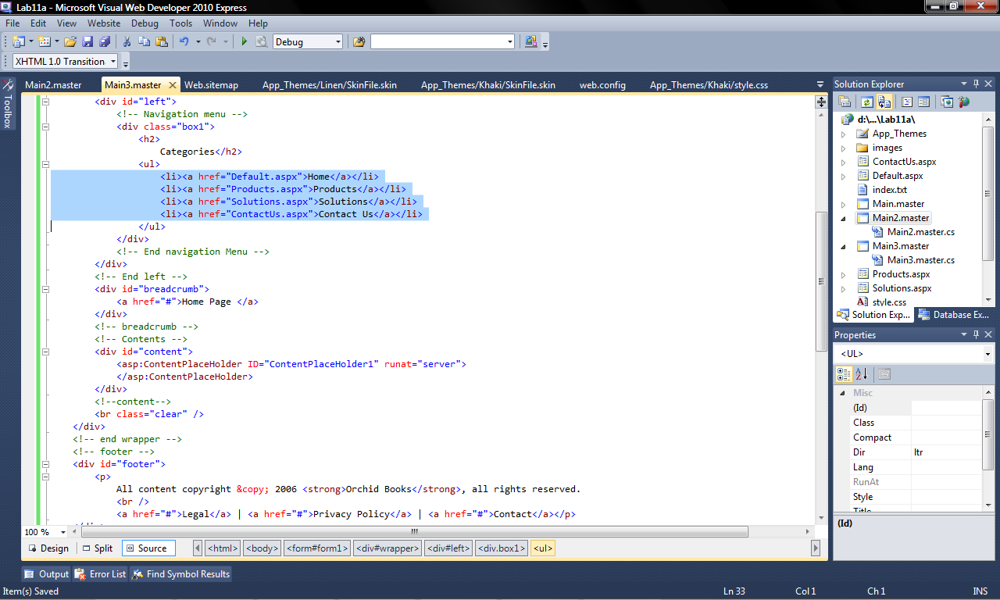 Lab11a - Microsoft Visual Web Developer 2010 Express
File Edit View Website Debug Tools Window Help
Debug
XHTML 1.0 Transition
Toolbox
Main2.master Main3.master Web.sitemap App_Themes/Linen/SkinFile.skin App_Themes/Khaki/SkinFile.skin web.config App_Themes/Khaki/style.css
<div id="left">
<!-- Navigation menu -->
<div class="box1">
<h2>
Categories</h2>
<ul>
<li><a href="Default.aspx">Home</a></li>
<li><a href="Products.aspx">Products</a></li>
<li><a href="Solutions.aspx">Solutions</a></li>
<li><a href="ContactUs.aspx">Contact Us</a></li>
</ul>
</div>
<!-- End navigation Menu -->
</div>
<!-- End left -->
<div id="breadcrumb">
<a href="#">Home Page </a>
</div>
<!-- breadcrumb -->
<!-- Contents -->
<div id="content">
<asp:ContentPlaceHolder ID="ContentPlaceHolder1" runat="server">
</asp:ContentPlaceHolder>
</div>
<!--content-->
<br class="clear" />
</div>
<!-- end wrapper -->
<!-- footer -->
<div id="footer">
<p>
All content copyright &copy; 2006 <strong>Orchid Books</strong>, all rights reserved.
<br />
<a href="#">Legal</a> | <a href="#">Privacy Policy</a> | <a href="#">Contact</a></p>
100 %
Design Split Source <html> <body> <form#form1> <div#wrapper> <div#left> <div.box1> <ul>
Solution Explorer
d:\...\Lab11a\
App_Themes
images
ContactUs.aspx
Default.aspx
index.txt
Main.master
Main2.master
Main2.master.cs
Main3.master
Main3.master.cs
Products.aspx
Solutions.aspx
style.css
Solution Exp... Database Ex...
Properties
<UL>
Misc
(Id)
Class
Compact
Dir ltr
Lang
RunAt
Style
Title
(Id)
Output Error List Find Symbol Results
Item(s) Saved Ln 33 Col 1 Ch 1 INS